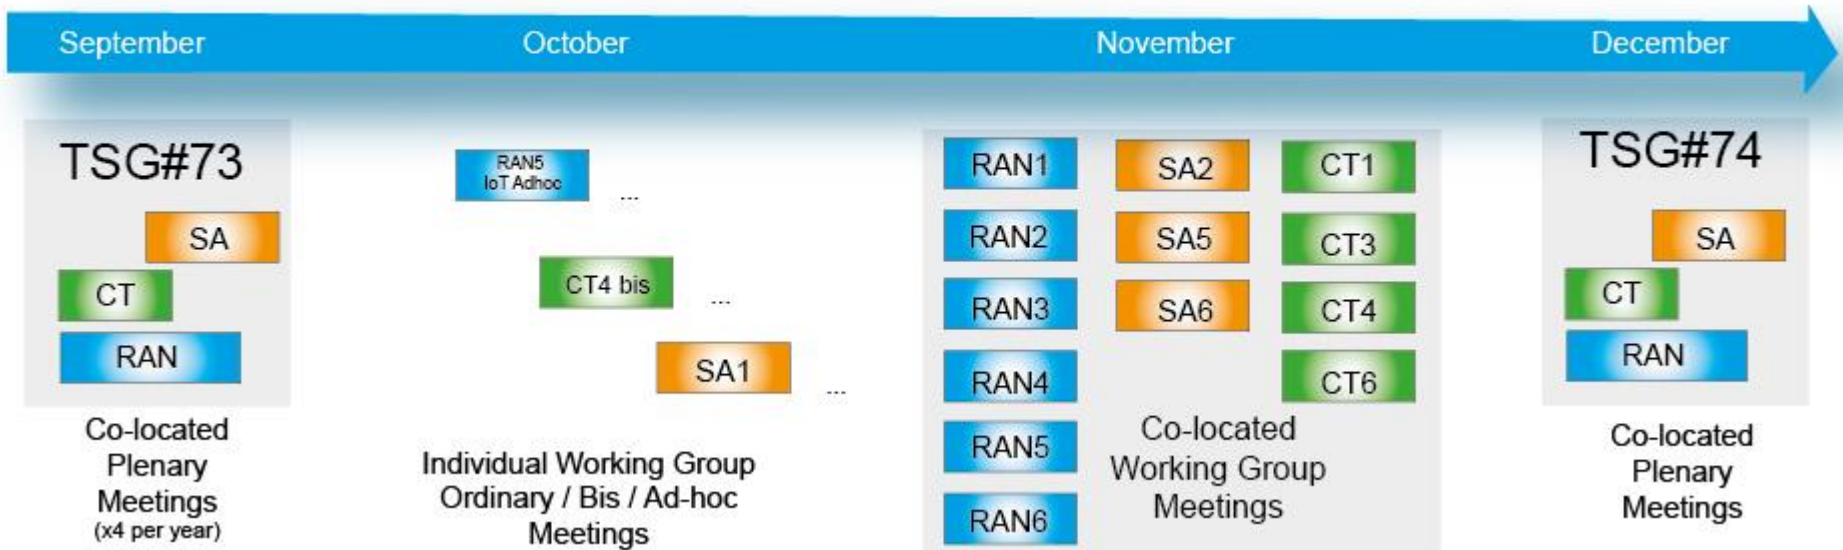 September
October
November
December
TSG#73
SA
CT
RAN
Co-located
Plenary
Meetings
(x4 per year)
RAN5
IoT Adhoc
...
CT4 bis
...
SA1
...
Individual Working Group
Ordinary / Bis / Ad-hoc
Meetings
RAN1
RAN2
RAN3
RAN4
RAN5
RAN6
SA2
SA5
SA6
CT1
CT3
CT4
CT6
Co-located
Working Group
Meetings
TSG#74
SA
CT
RAN
Co-located
Plenary
Meetings